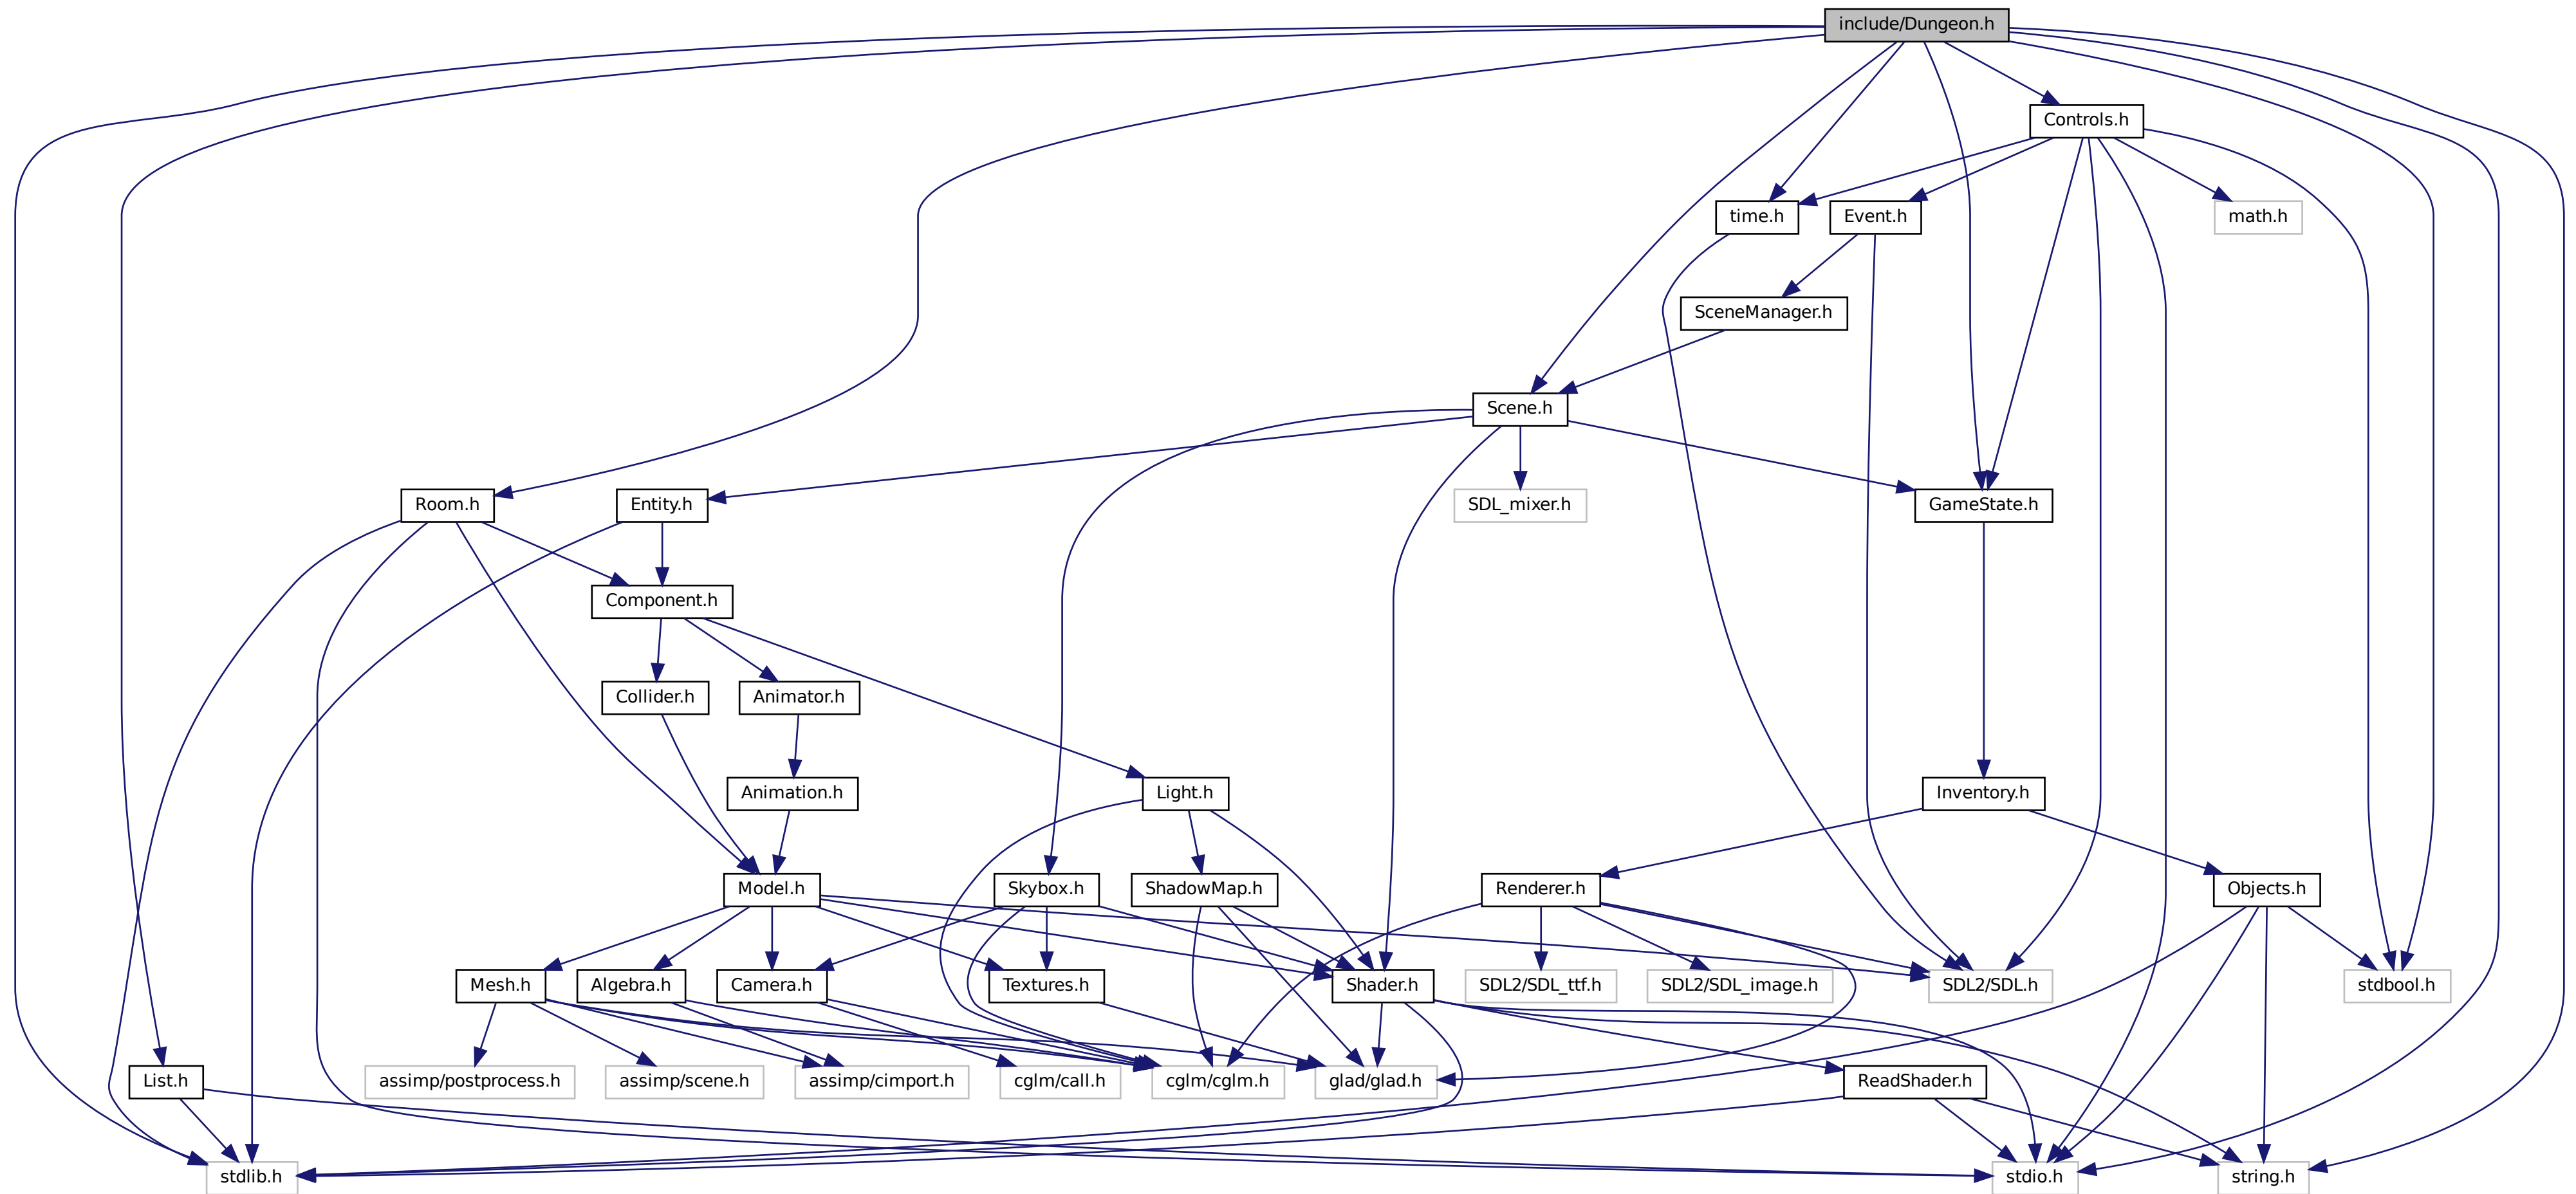 include/Dungeon.h
Controls.h
time.h
Event.h
math.h
SceneManager.h
Scene.h
Room.h
Entity.h
SDL_mixer.h
GameState.h
Component.h
Collider.h
Animator.h
Animation.h
Light.h
Inventory.h
Model.h
Skybox.h
ShadowMap.h
Renderer.h
Objects.h
Mesh.h
Algebra.h
Camera.h
Textures.h
Shader.h
SDL2/SDL_ttf.h
SDL2/SDL_image.h
SDL2/SDL.h
stdbool.h
List.h
assimp/postprocess.h
assimp/scene.h
assimp/cimport.h
cglm/call.h
cglm/cglm.h
glad/glad.h
ReadShader.h
stdlib.h
stdio.h
string.h